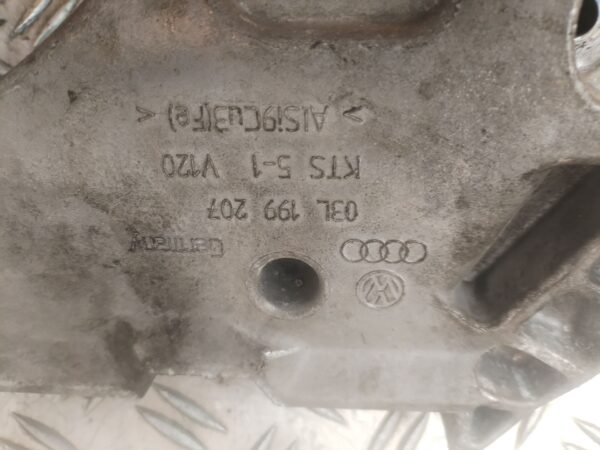 Germany
03L 199 207
KTS 5-1 V120
> AlSi9Cu3(Fe) <